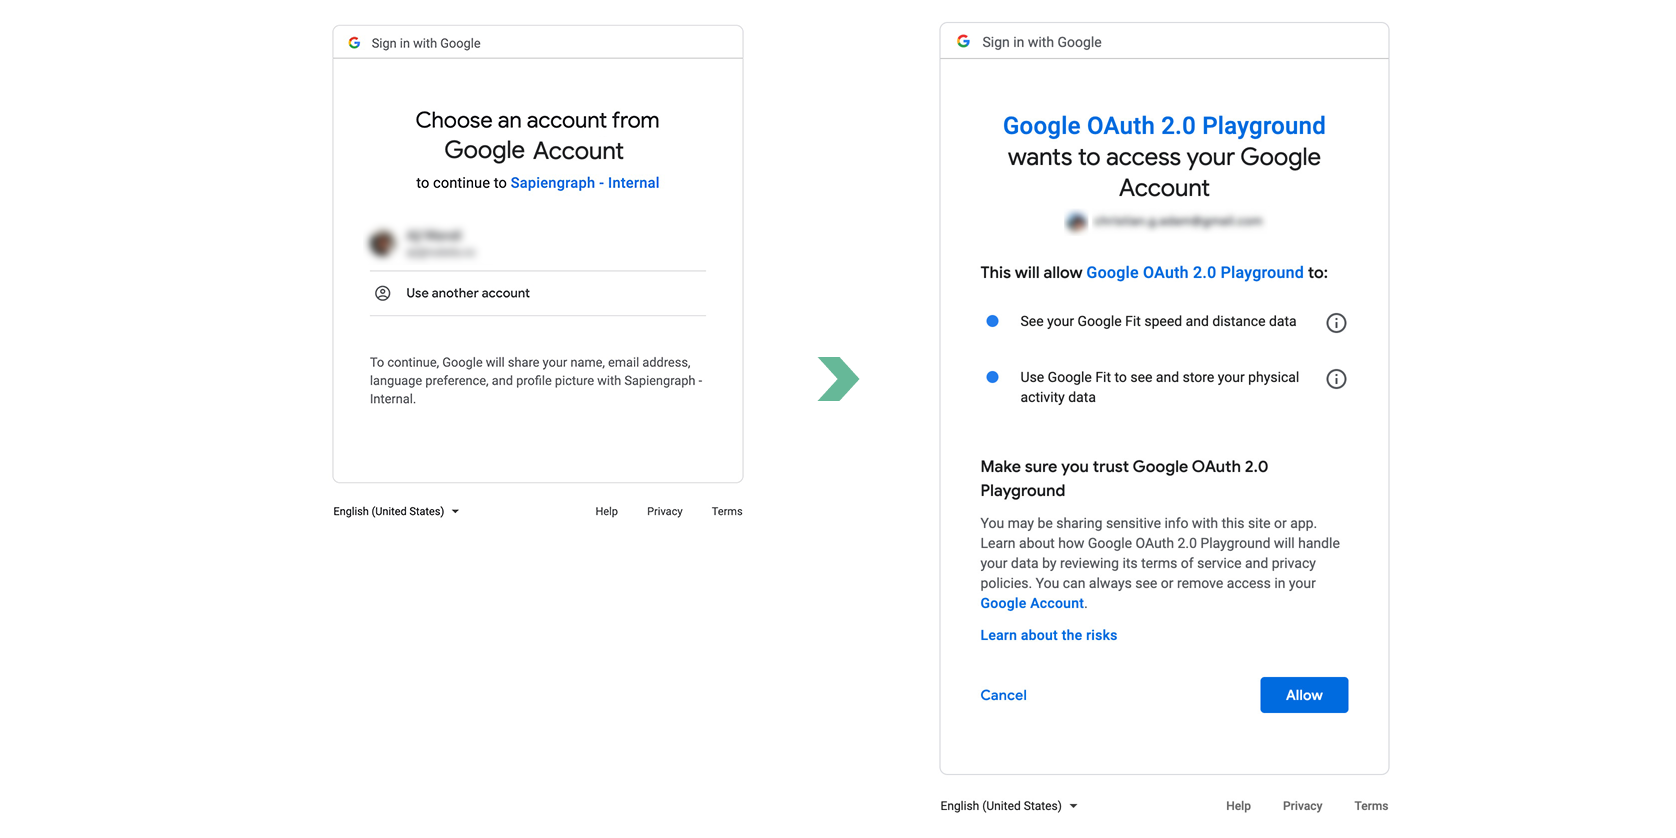 Sign in with Google
Choose an account from
Google Account
to continue to Sapiengraph - Internal
Use another account
To continue, Google will share your name, email address,
language preference, and profile picture with Sapiengraph -
Internal.
English (United States)
Help
Privacy
Terms
Sign in with Google
Google OAuth 2.0 Playground
wants to access your Google
Account
This will allow Google OAuth 2.0 Playground to:
See your Google Fit speed and distance data
Use Google Fit to see and store your physical
activity data
Make sure you trust Google OAuth 2.0
Playground
You may be sharing sensitive info with this site or app.
Learn about how Google OAuth 2.0 Playground will handle
your data by reviewing its terms of service and privacy
policies. You can always see or remove access in your
Google Account.
Learn about the risks
Cancel
Allow
English (United States)
Help
Privacy
Terms